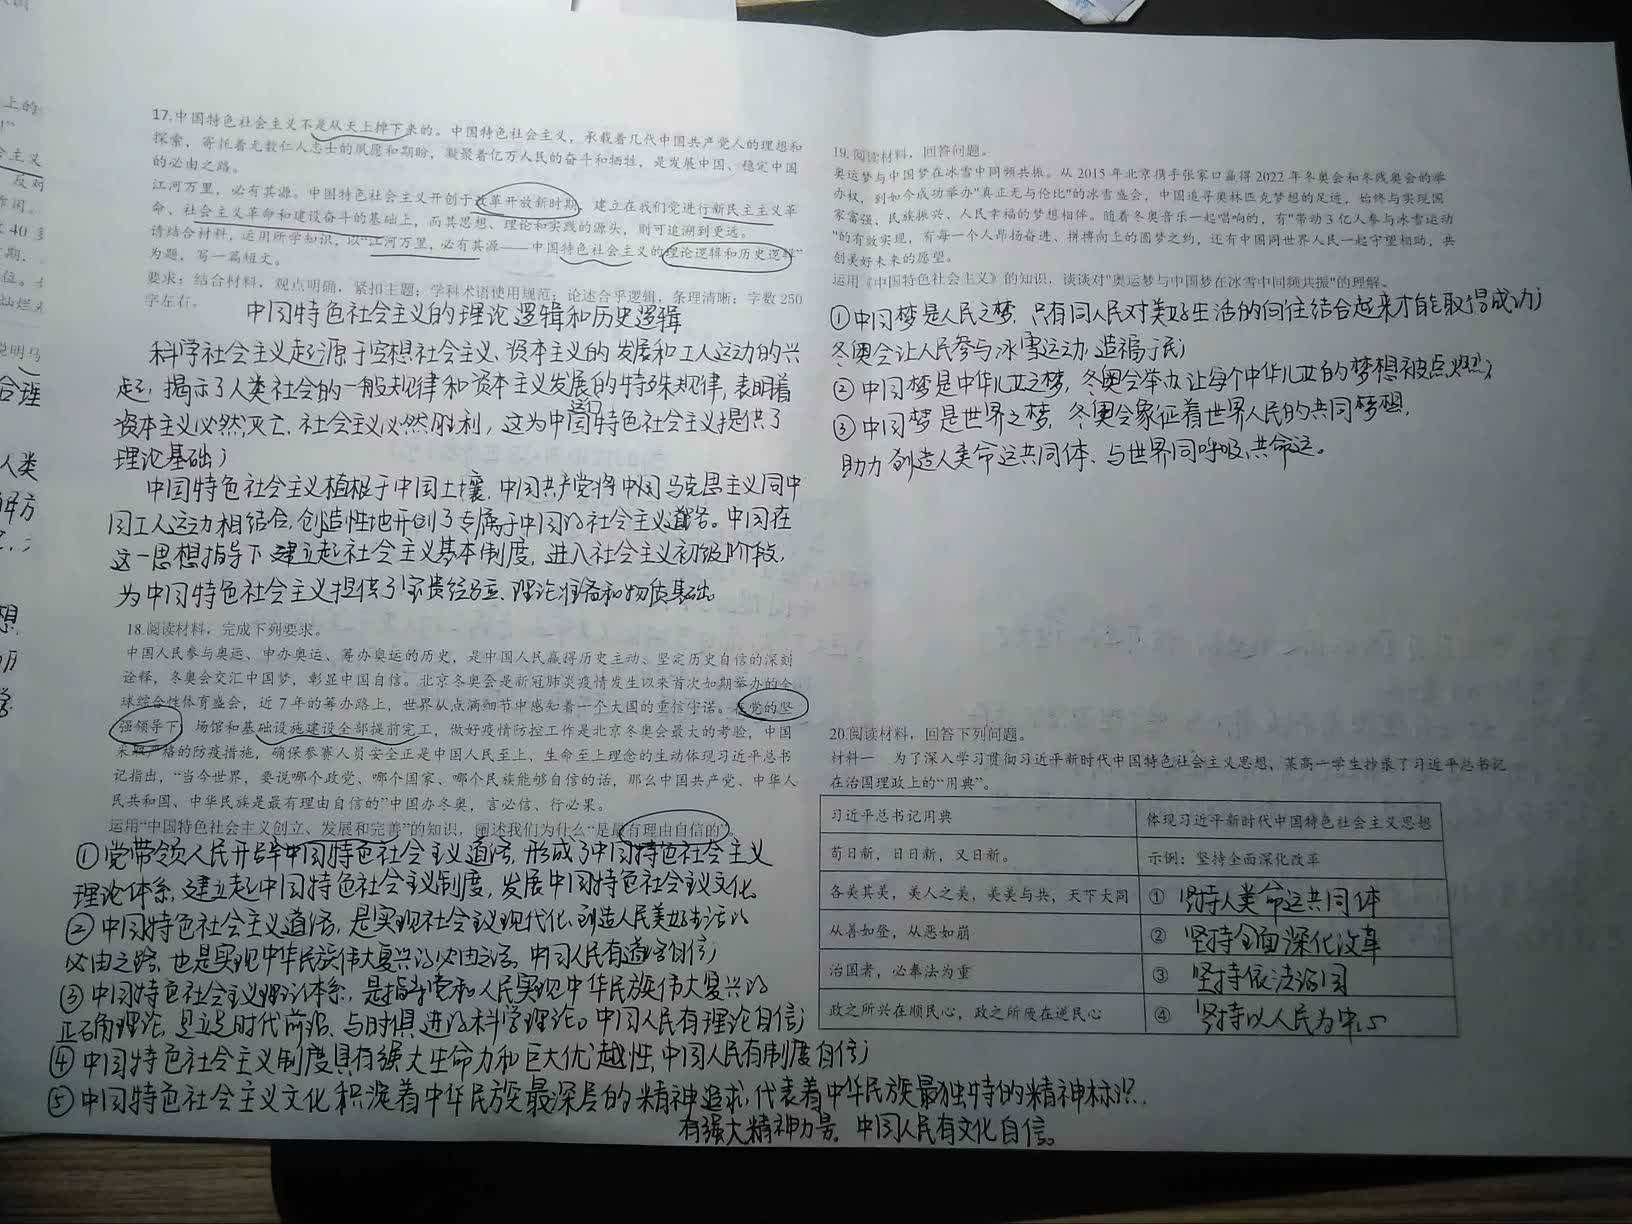 上的
会主义
反对
作用。
期.
位。
灿烂
说明马
合理
人类
想
17.中国特色社会主义不是从天上掉下来的。中国特色社会主义，承载着几代中国共产党人的理想和
探索，寄托着无数仁人志士的夙愿和期盼，凝聚着亿万人民的奋斗和牺牲，是发展中国、稳定中国
的必由之路。
江河万里，必有其源。中国特色社会主义开创于改革开放新时期，建立在我们党进行新民主主义革
命、社会主义革命和建设奋斗的基础上，而其思想、理论和实践的源头，则可追溯到更远。
请结合材料，运用所学知识，以“江河万里，必有其源——中国特色社会主义的理论逻辑和历史逻辑”
为题，写一篇短文。
要求：结合材料，观点明确，紧扣主题；学科术语使用规范；论述合乎逻辑，条理清晰；字数 250
字左右。
中国特色社会主义的理论逻辑和历史逻辑
科学社会主义起源于空想社会主义、资本主义的发展和工人运动的兴
起，揭示了人类社会的一般规律和资本主义发展的特殊规律，表明着
资本主义必然灭亡、社会主义必然胜利，这为中国特色社会主义提供了
理论基础；
中国特色社会主义植根于中国土壤，中国共产党将中国马克思主义同中
国工人运动相结合，创造性地开创了专属于中国的社会主义道路。中国在
这一思想指导下建立起社会主义基本制度，进入社会主义初级阶段，
为中国特色社会主义提供了宝贵经验、理论准备和物质基础。
18.阅读材料，完成下列要求。
中国人民参与奥运、申办奥运、筹办奥运的历史，是中国人民赢得历史主动、坚定历史自信的深刻
诠释，冬奥会交汇中国梦，彰显中国自信。北京冬奥会是新冠肺炎疫情发生以来首次如期举办的全
球综合性体育盛会，近 7 年的筹办路上，世界从点滴细节中感知着一个大国的重信守诺。在党的坚
强领导下，场馆和基础设施建设全部提前完工，做好疫情防控工作是北京冬奥会最大的考验，中国
采取严格的防疫措施，确保参赛人员安全正是中国人民至上，生命至上理念的生动体现习近平总书
记指出，“当今世界，要说哪个政党、哪个国家、哪个民族能够自信的话，那么中国共产党、中华人
民共和国、中华民族是最有理由自信的”中国办冬奥，言必信、行必果。
运用“中国特色社会主义创立、发展和完善”的知识，阐述我们为什么“是最有理由自信的”。
①党带领人民开辟中国特色社会主义道路，形成了中国特色社会主义
理论体系，建立起中国特色社会主义制度，发展中国特色社会主义文化。
②中国特色社会主义道路，是实现社会主义现代化、创造人民美好生活的
必由之路，也是实现中华民族伟大复兴的必由之路。中国人民有道路自信；
③中国特色社会主义理论体系，是指导党和人民实现中华民族伟大复兴的
正确理论，是立足时代前沿、与时俱进的科学理论。中国人民有理论自信；
④中国特色社会主义制度具有强大生命力和巨大优越性，中国人民有制度自信；
⑤中国特色社会主义文化积淀着中华民族最深层的精神追求，代表着中华民族最独特的精神标识，
有强大精神力量，中国人民有文化自信。
19.阅读材料，回答问题。
奥运梦与中国梦在冰雪中同频共振。从 2015 年北京携手张家口赢得 2022 年冬奥会和冬残奥会的举
办权，到如今成功举办"真正无与伦比"的冰雪盛会，中国追寻奥林匹克梦想的足迹，始终与实现国
家富强、民族振兴、人民幸福的梦想相伴。随着冬奥音乐一起唱响的，有"带动 3 亿人参与冰雪运动
"的有效实现，有每一个人昂扬奋进、拼搏向上的圆梦之约，还有中国同世界人民一起守望相助，共
创美好未来的愿望。
运用《中国特色社会主义》的知识，谈谈对"奥运梦与中国梦在冰雪中同频共振"的理解。
①中国梦是人民之梦，只有同人民对美好生活的向往结合起来才能取得成功；
冬奥会让人民参与冰雪运动，造福于民；
②中国梦是中华儿女之梦，冬奥会举办让每个中华儿女的梦想被点燃；
③中国梦是世界之梦，冬奥会象征着世界人民的共同梦想，
助力创造人类命运共同体、与世界同呼吸、共命运。
20.阅读材料，回答下列问题。
材料一 为了深入学习贯彻习近平新时代中国特色社会主义思想，某高一学生抄录了习近平总书记
在治国理政上的“用典”。
习近平总书记用典 体现习近平新时代中国特色社会主义思想
苟日新，日日新，又日新。 示例：坚持全面深化改革
各美其美，美人之美，美美与共，天下大同 ① 坚持人类命运共同体
从善如登，从恶如崩 ② 坚持全面深化改革
治国者，必奉法为重 ③ 坚持依法治国
政之所兴在顺民心，政之所废在逆民心 ④ 坚持以人民为中心